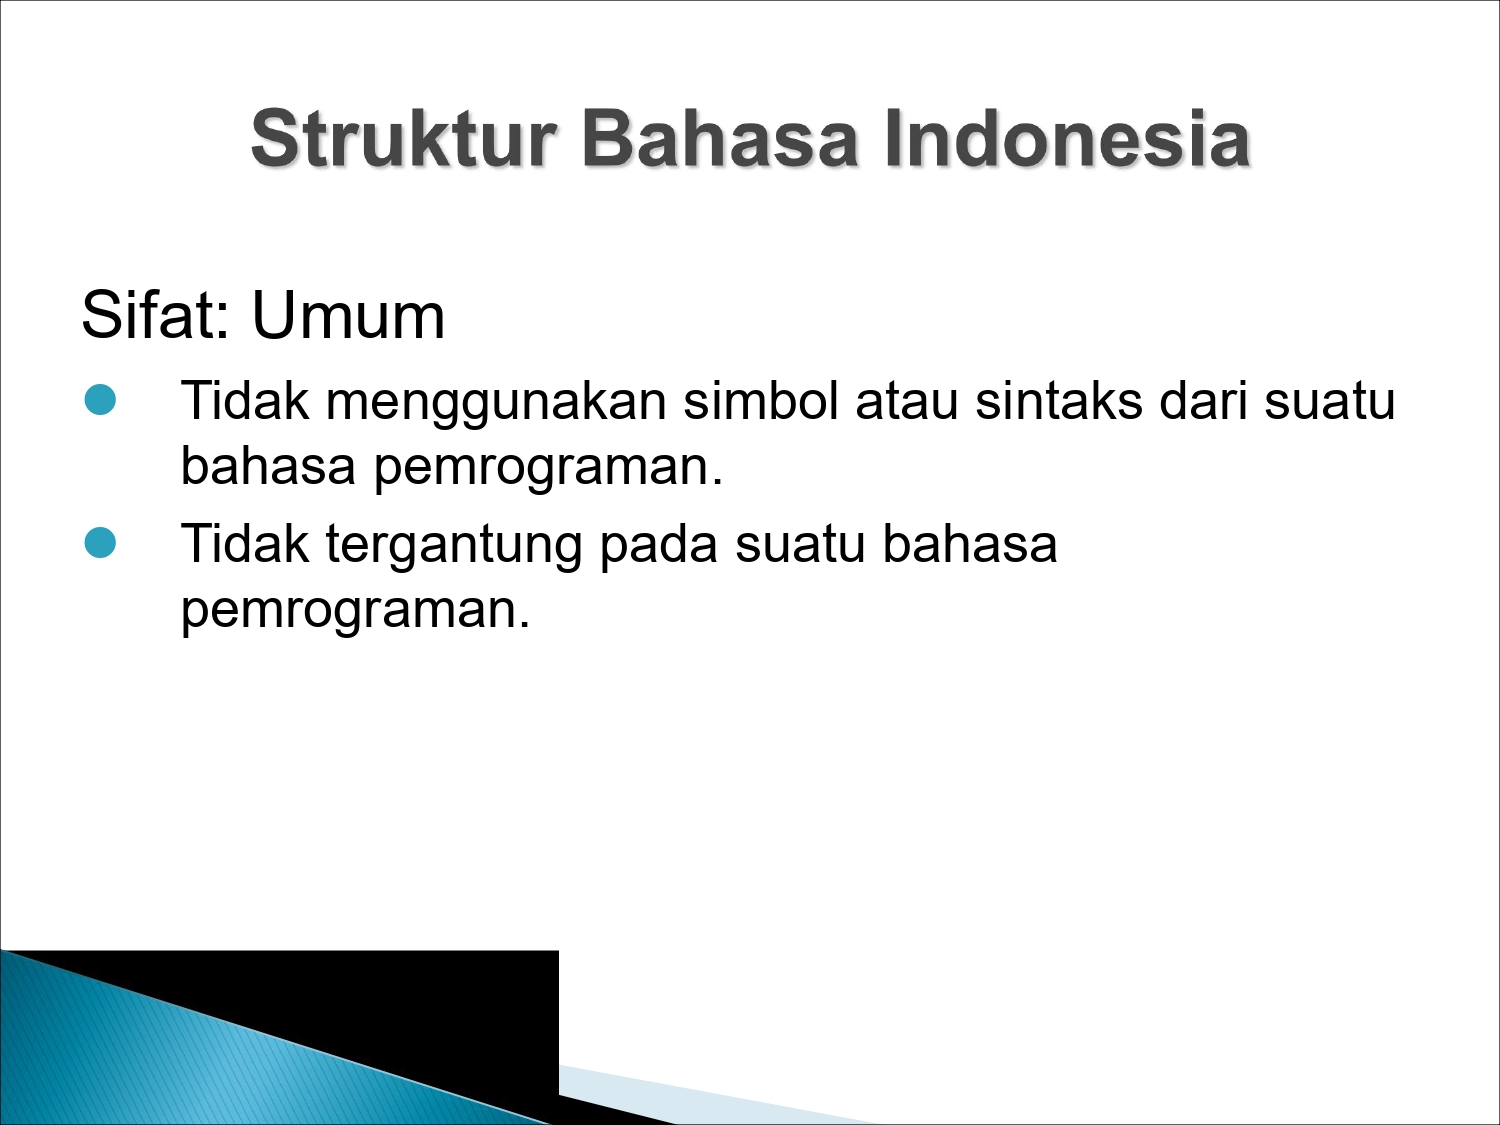 Struktur Bahasa Indonesia
Sifat: Umum
Tidak menggunakan simbol atau sintaks dari suatu
bahasa pemrograman.
Tidak tergantung pada suatu bahasa
pemrograman.